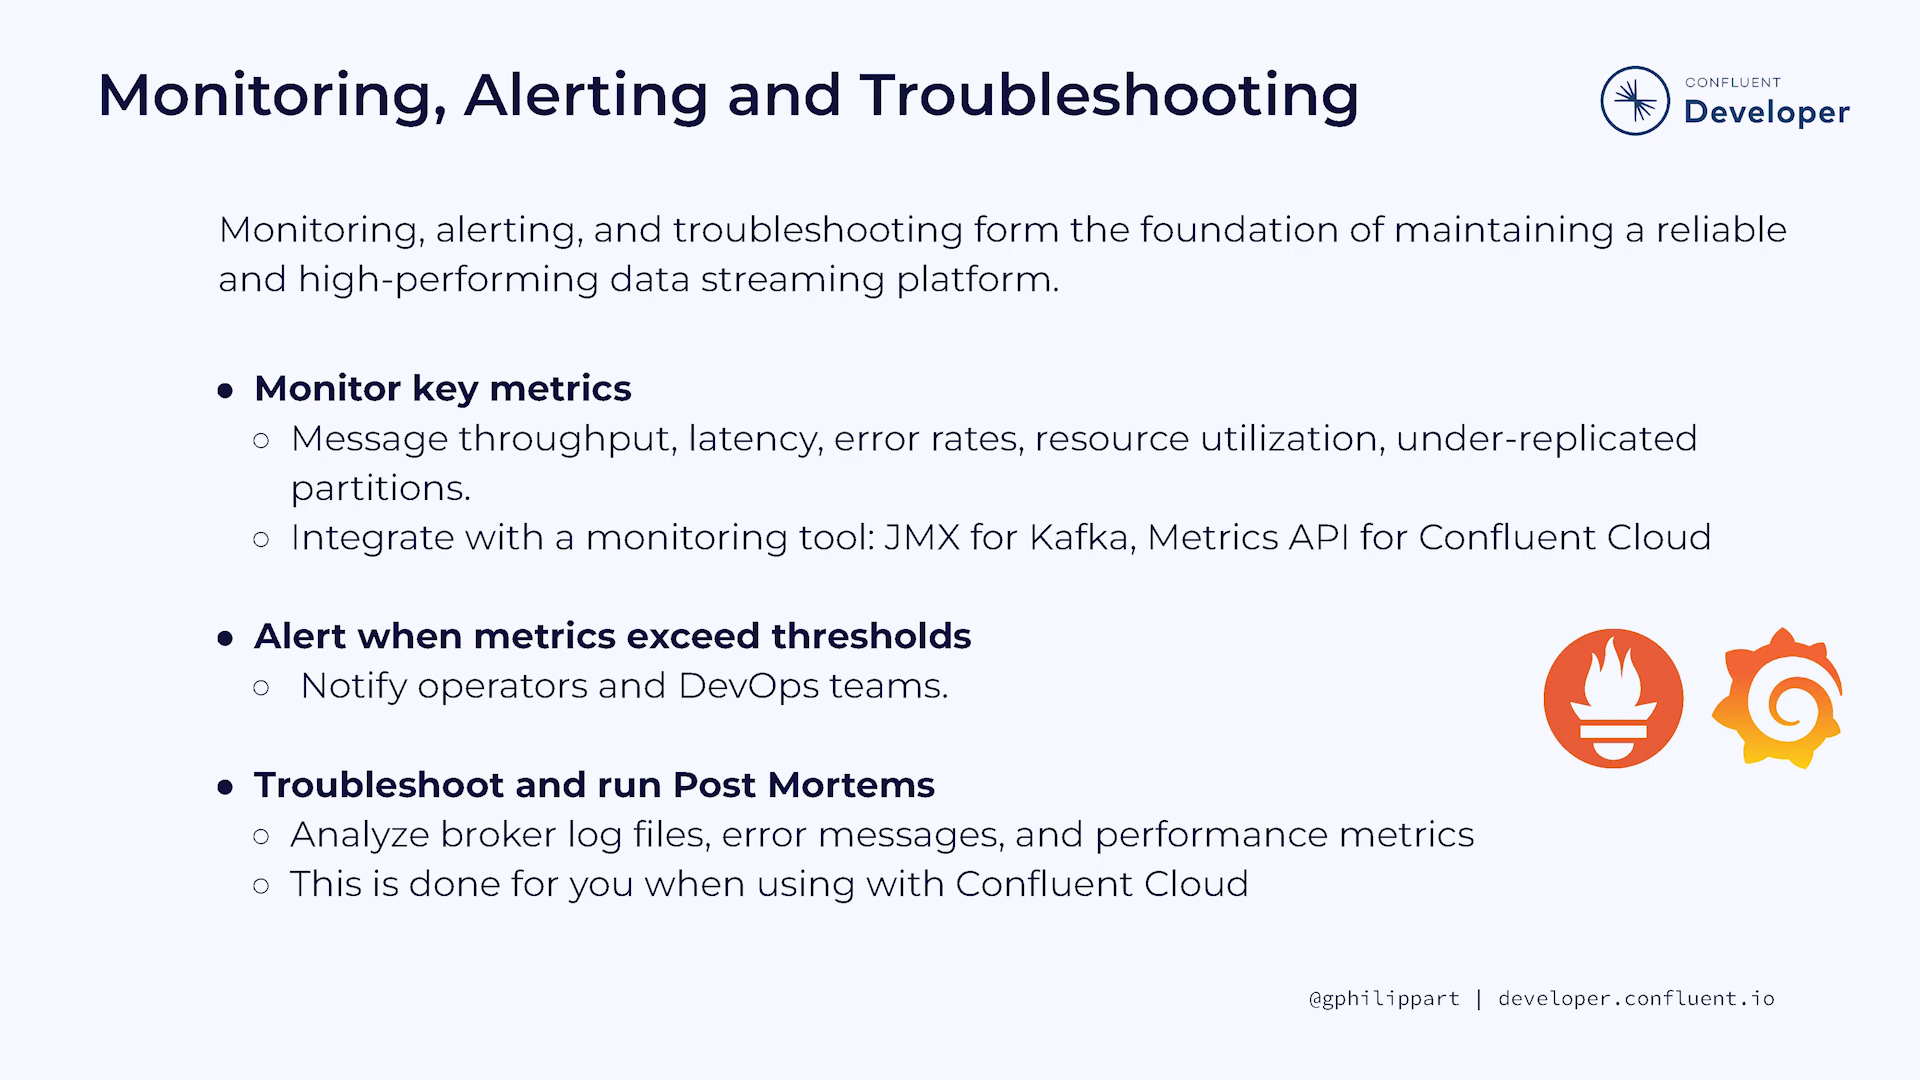 Monitoring, Alerting and Troubleshooting
CONFLUENT
Developer
Monitoring, alerting, and troubleshooting form the foundation of maintaining a reliable
and high-performing data streaming platform.
● Monitor key metrics
○ Message throughput, latency, error rates, resource utilization, under-replicated
partitions.
○ Integrate with a monitoring tool: JMX for Kafka, Metrics API for Confluent Cloud
● Alert when metrics exceed thresholds
○ Notify operators and DevOps teams.
● Troubleshoot and run Post Mortems
○ Analyze broker log files, error messages, and performance metrics
○ This is done for you when using with Confluent Cloud
@gphilippart | developer.confluent.io